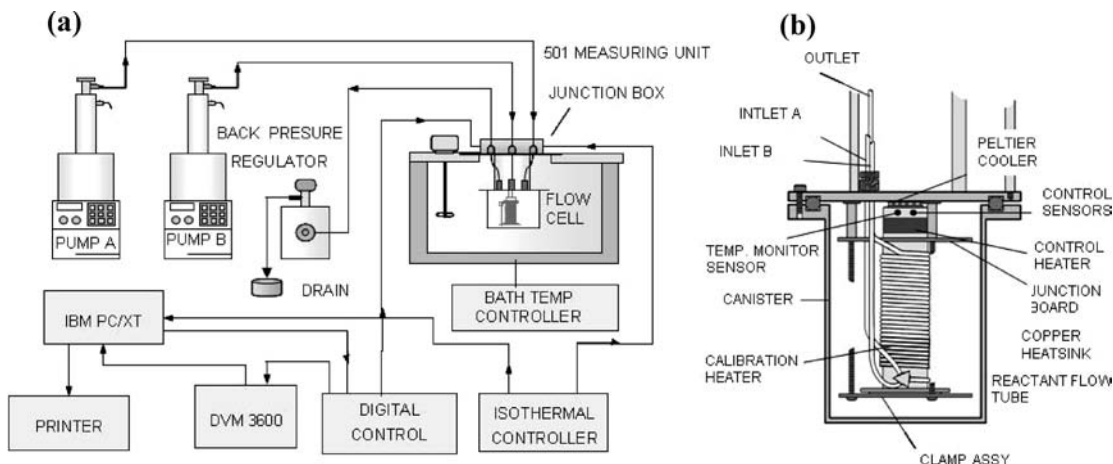 (a)
501 MEASURING UNIT
JUNCTION BOX
BACK PRESURE
REGULATOR
PUMP A
PUMP B
FLOW
CELL
DRAIN
BATH TEMP
CONTROLLER
IBM PC/XT
PRINTER
DVM 3600
DIGITAL
CONTROL
ISOTHERMAL
CONTROLLER
(b)
OUTLET
INTLET A
INLET B
PELTIER
COOLER
CONTROL
SENSORS
TEMP. MONITOR
SENSOR
CONTROL
HEATER
CANISTER
JUNCTION
BOARD
COPPER
HEATSINK
CALIBRATION
HEATER
REACTANT FLOW
TUBE
CLAMP ASSY